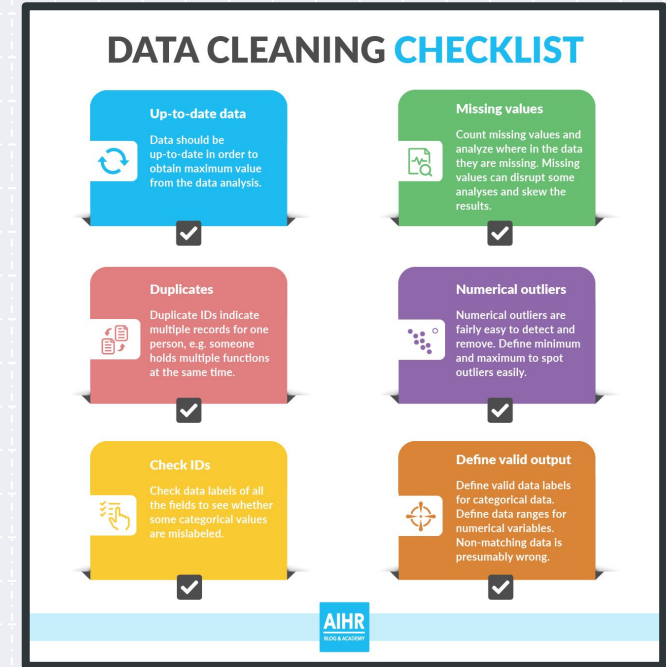 DATA CLEANING CHECKLIST
Up-to-date data
Data should be
up-to-date in order to
obtain maximum value
from the data analysis.
Missing values
Count missing values and
analyze where in the data
they are missing. Missing
values can disrupt some
analyses and skew the
results.
Duplicates
Duplicate IDs indicate
multiple records for one
person, e.g. someone
holds multiple functions
at the same time.
Numerical outliers
Numerical outliers are
fairly easy to detect and
remove. Define minimum
and maximum to spot
outliers easily.
Check IDs
Check data labels of all
the fields to see whether
some categorical values
are mislabeled.
Define valid output
Define valid data labels
for categorical data.
Define data ranges for
numerical variables.
Non-matching data is
presumably wrong.
AIHR
BLOG & ACADEMY